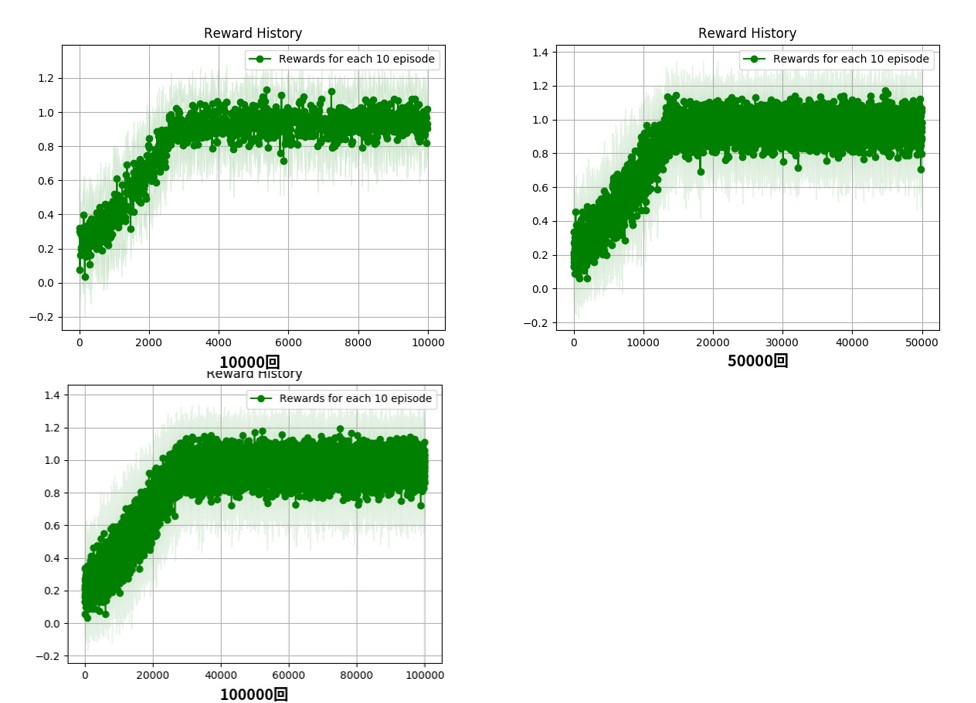 Reward History
Rewards for each 10 episode
1.2
1.0
0.8
0.6
0.4
0.2
0.0
−0.2
0 2000 4000 6000 8000 10000
10000回
Reward History
Rewards for each 10 episode
1.4
1.2
1.0
0.8
0.6
0.4
0.2
0.0
−0.2
0 10000 20000 30000 40000 50000
50000回
Reward History
Rewards for each 10 episode
1.4
1.2
1.0
0.8
0.6
0.4
0.2
0.0
−0.2
0 20000 40000 60000 80000 100000
100000回